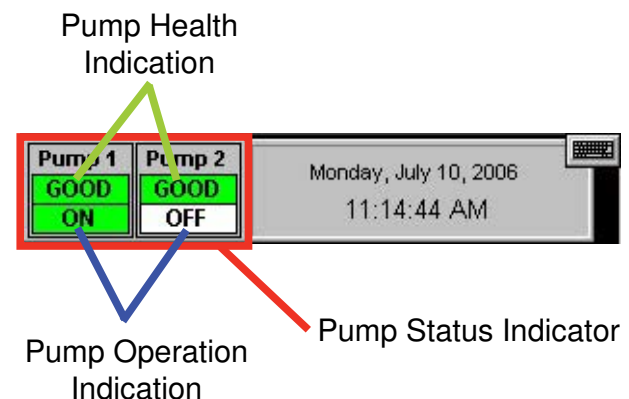 Pump Health
Indication
Pump 1
Pump 2
GOOD
GOOD
ON
OFF
Monday, July 10, 2006
11:14:44 AM
Pump Status Indicator
Pump Operation
Indication